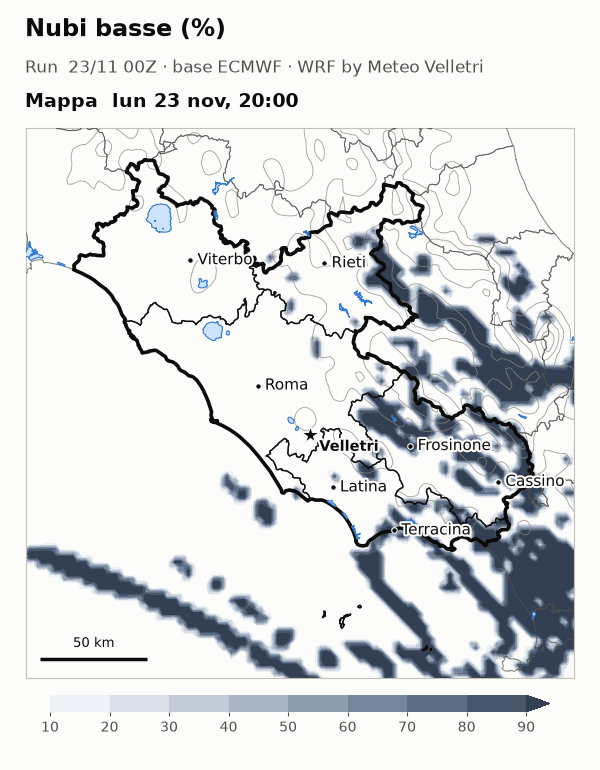 Nubi basse (%)
Run  23/11 00Z · base ECMWF · WRF by Meteo Velletri
Mappa  lun 23 nov, 20:00
Viterbo
Rieti
Roma
Velletri
Frosinone
Latina
Cassino
Terracina
50 km
10 20 30 40 50 60 70 80 90